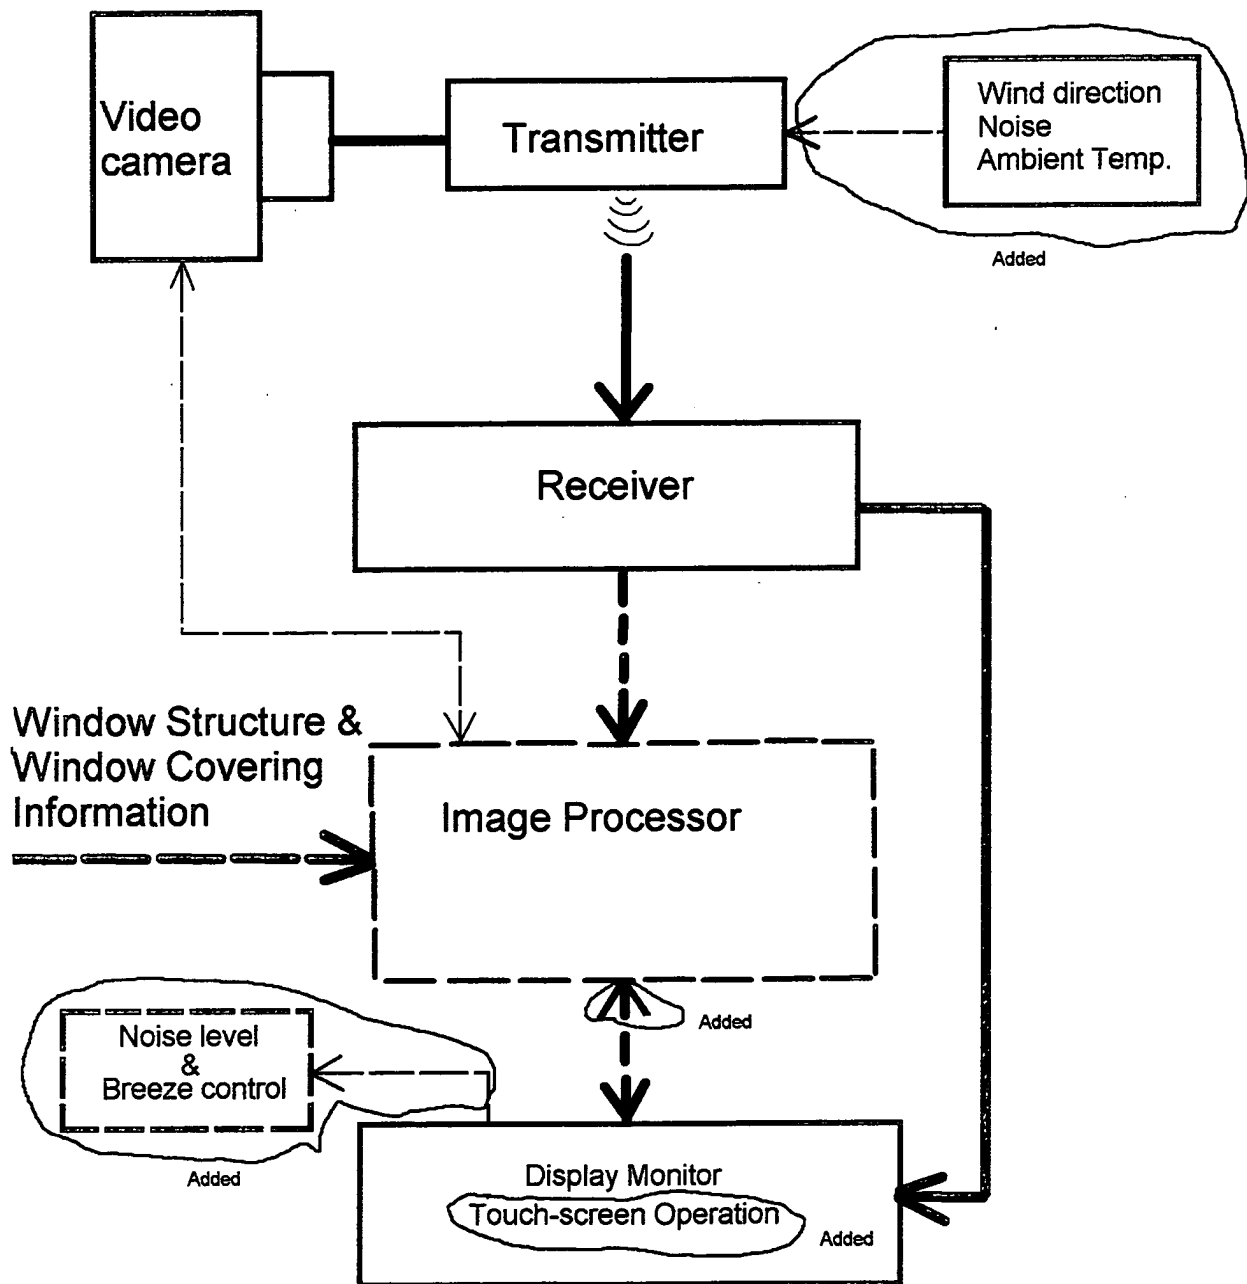 Video
camera
Transmitter
Wind direction
Noise
Ambient Temp.
Added
Receiver
Window Structure &
Window Covering
Information
Image Processor
Added
Noise level
&
Breeze control
Added
Display Monitor
Touch-screen Operation
Added